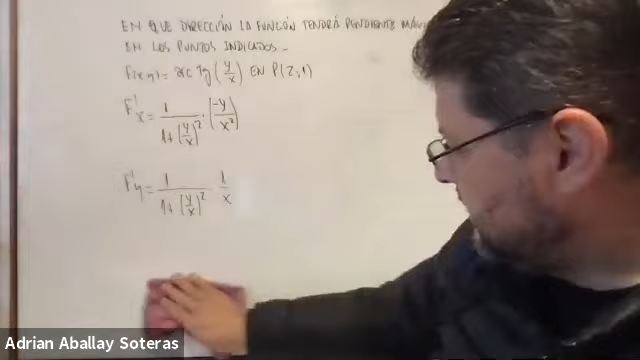 EN QUE DIRECCIÓN LA FUNCIÓN TENDRÁ PENDIENTE
EN LOS PUNTOS INDICADOS -
F(x,y) = arc tg (y/x) EN P(2,1)
F'x = 1/(1+(y/x)²) · (-y/x²)
F'y = 1/(1+(y/x)²) 1/x
Adrian Aballay Soteras